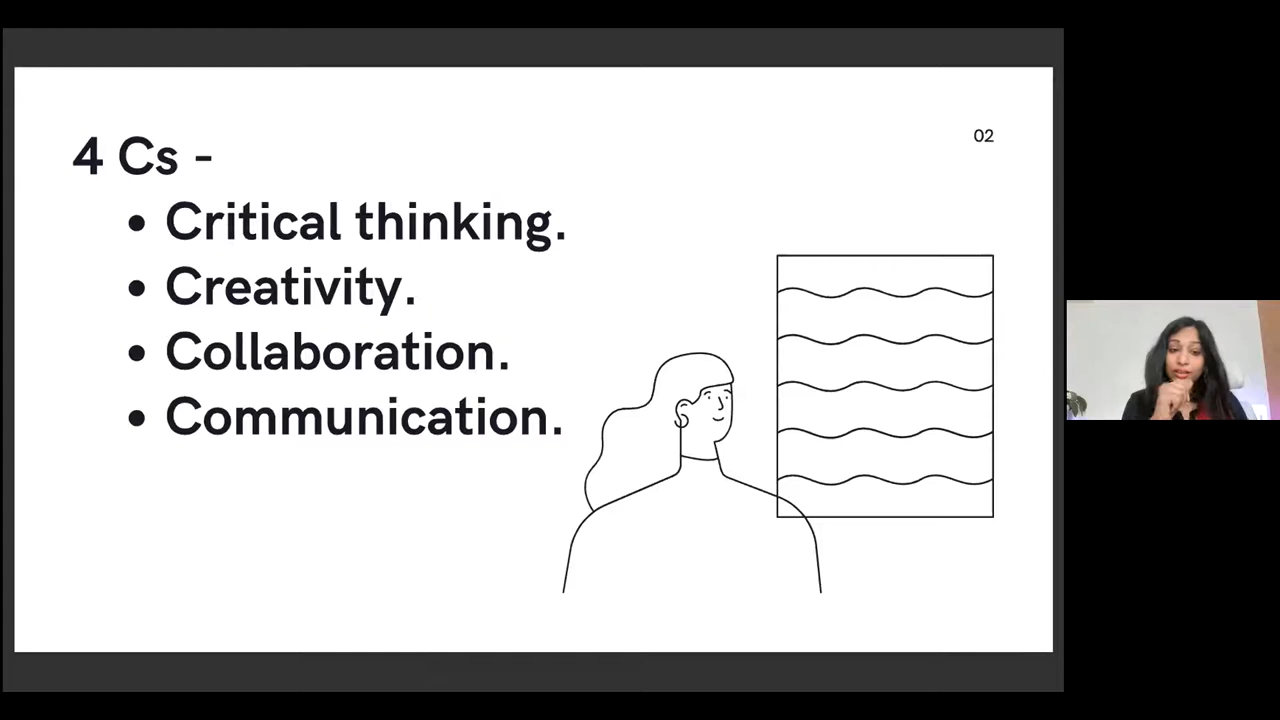 4 Cs -
• Critical thinking.
• Creativity.
• Collaboration.
• Communication.
02